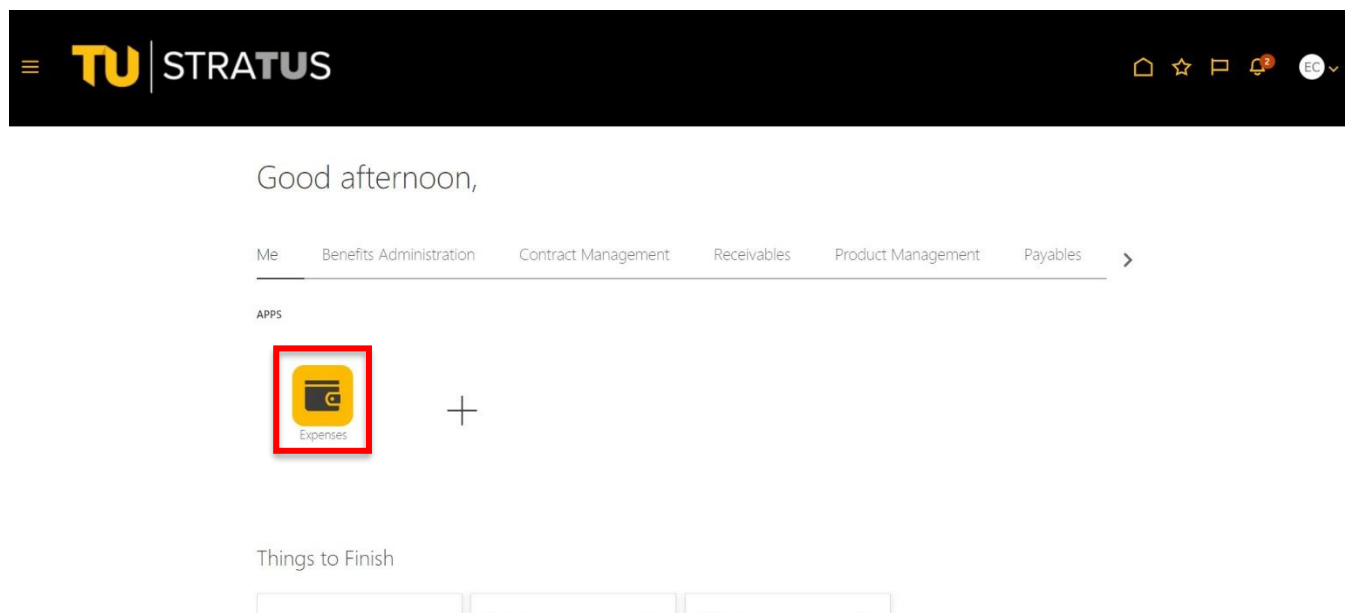 TU STRATUS
2
EC
Good afternoon,
Me Benefits Administration Contract Management Receivables Product Management Payables
APPS
Expenses
Things to Finish